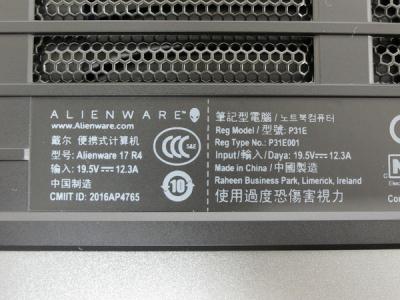 ALIENWARE
www.Alienware.com
戴尔 便携式计算机
型号: Alienware 17 R4
输入: 19.5V⎓12.3A
中国制造
CMIIT ID: 2016AP4765
CCC
S&E
10
筆記型電腦 / 노트북컴퓨터
Reg Model / 型號: P31E
Reg Type No.: P31E001
Input/輸入/Daya: 19.5V⎓12.3A
Made in China / 中國製造
Raheen Business Park, Limerick, Ireland
使用過度恐傷害視力